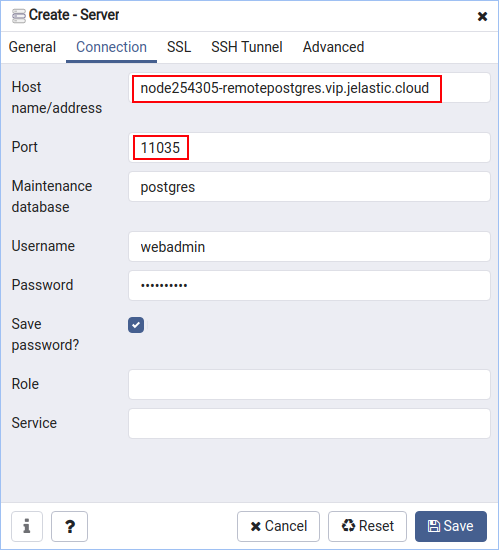 Create - Server
General Connection SSL SSH Tunnel Advanced
Host
name/address
node254305-remotepostgres.vip.jelastic.cloud
Port
11035
Maintenance
database
postgres
Username
webadmin
Password
••••••••••
Save
password?
Role
Service
i ? Cancel Reset Save